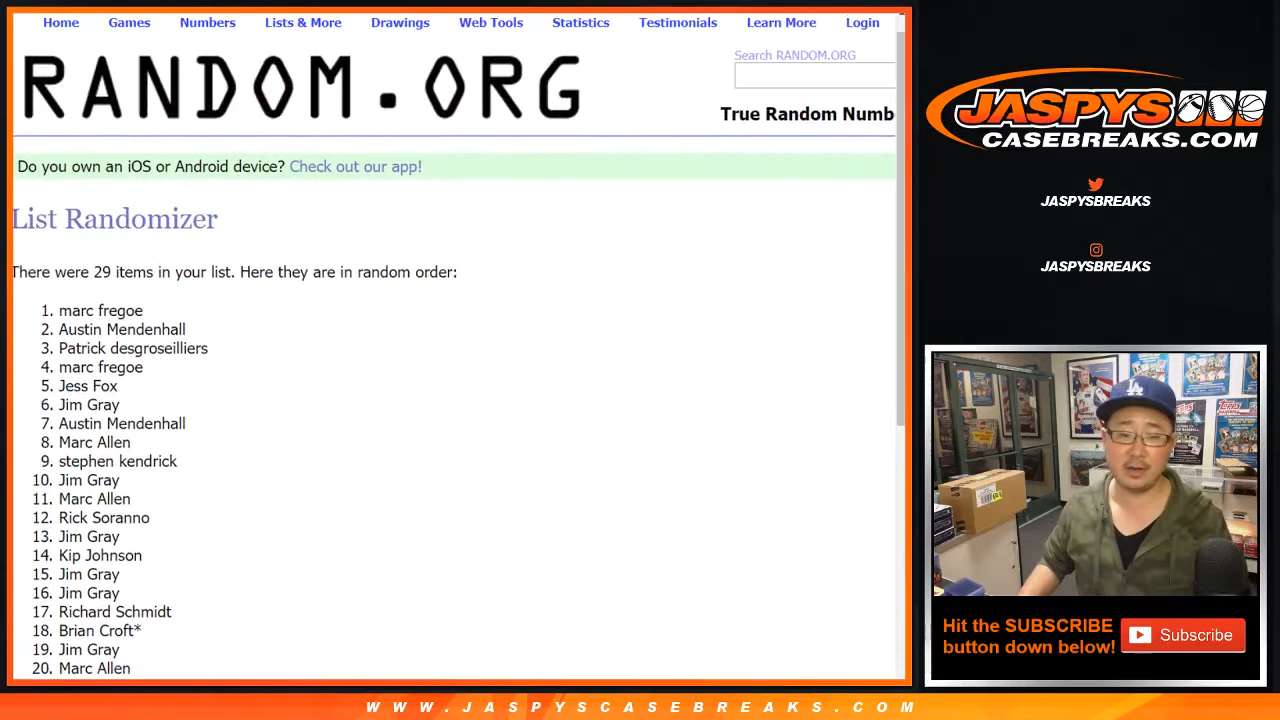 Home Games Numbers Lists & More Drawings Web Tools Statistics Testimonials Learn More Login
RANDOM.ORG
Search RANDOM.ORG
True Random Numb
Do you own an iOS or Android device? Check out our app!
List Randomizer
There were 29 items in your list. Here they are in random order:
1. marc fregoe
2. Austin Mendenhall
3. Patrick desgroseilliers
4. marc fregoe
5. Jess Fox
6. Jim Gray
7. Austin Mendenhall
8. Marc Allen
9. stephen kendrick
10. Jim Gray
11. Marc Allen
12. Rick Soranno
13. Jim Gray
14. Kip Johnson
15. Jim Gray
16. Jim Gray
17. Richard Schmidt
18. Brian Croft*
19. Jim Gray
20. Marc Allen
JASPYS
CASEBREAKS.COM
JASPYSBREAKS
JASPYSBREAKS
Hit the SUBSCRIBE
button down below!
Subscribe
WWW.JASPYSCASEBREAKS.COM